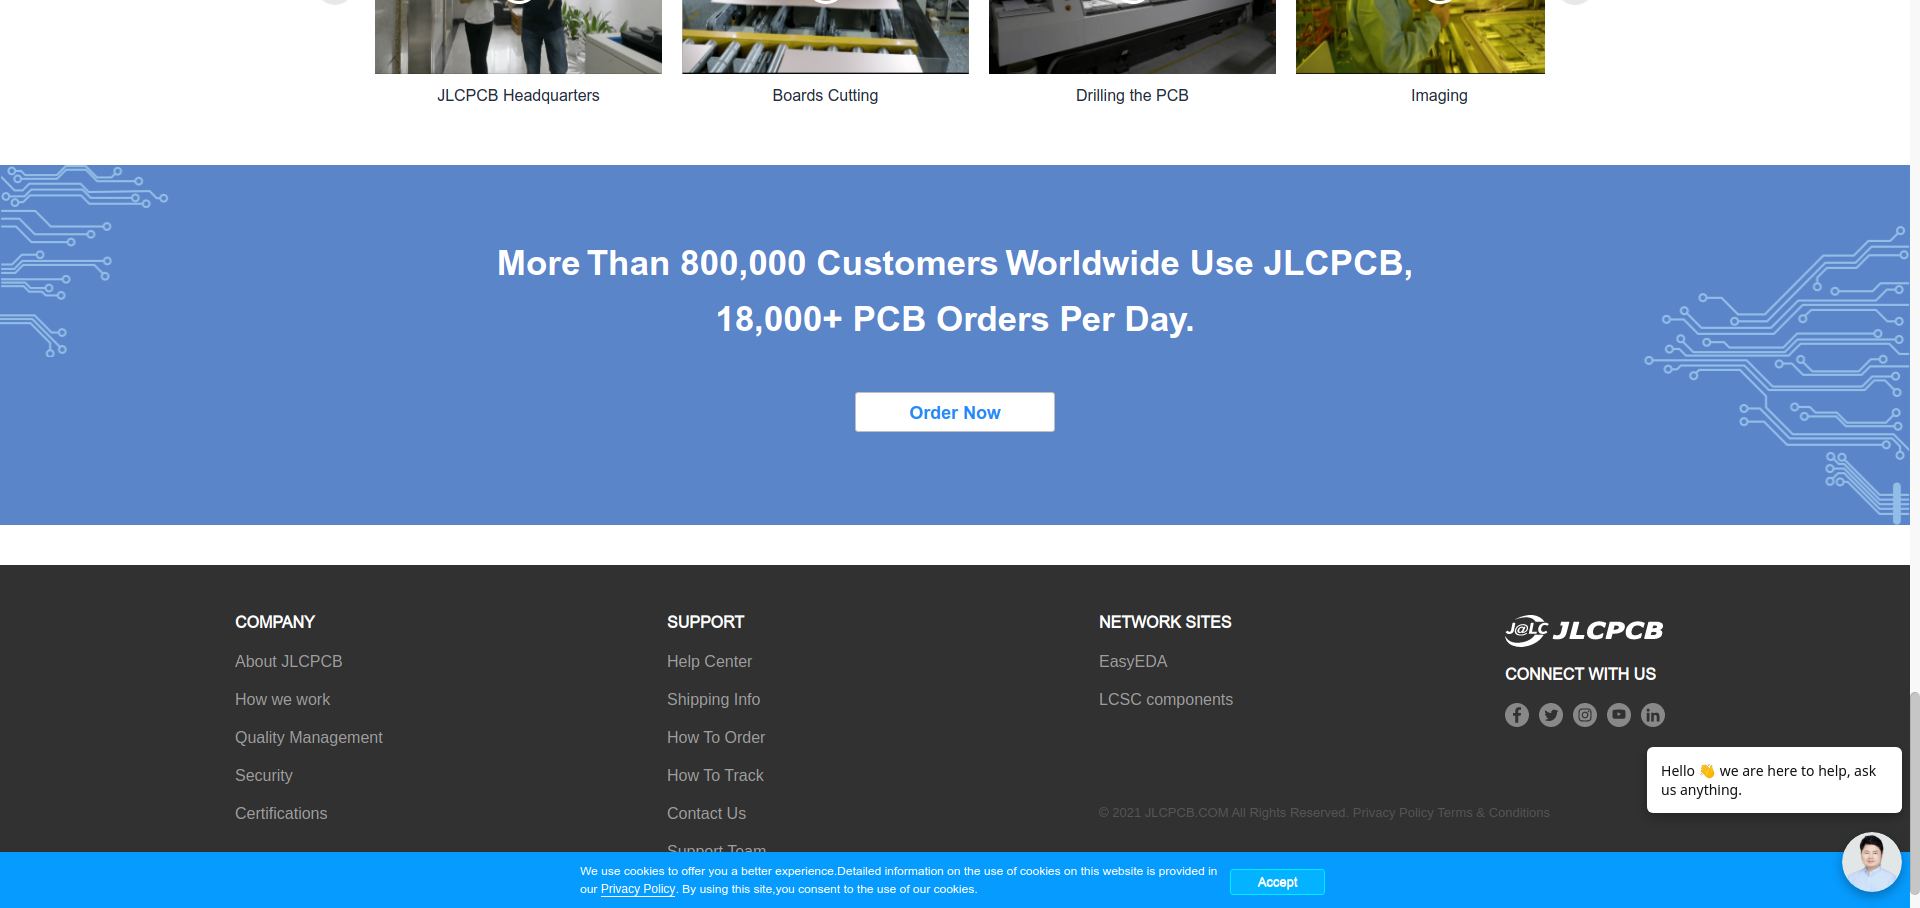 JLCPCB Headquarters
Boards Cutting
Drilling the PCB
Imaging
More Than 800,000 Customers Worldwide Use JLCPCB,
18,000+ PCB Orders Per Day.
Order Now
COMPANY
About JLCPCB
How we work
Quality Management
Security
Certifications
SUPPORT
Help Center
Shipping Info
How To Order
How To Track
Contact Us
Support Team
NETWORK SITES
EasyEDA
LCSC components
© 2021 JLCPCB.COM All Rights Reserved. Privacy Policy Terms & Conditions
J@LC JLCPCB
CONNECT WITH US
Hello 👋 we are here to help, ask
us anything.
We use cookies to offer you a better experience.Detailed information on the use of cookies on this website is provided in
our Privacy Policy. By using this site,you consent to the use of our cookies.
Accept